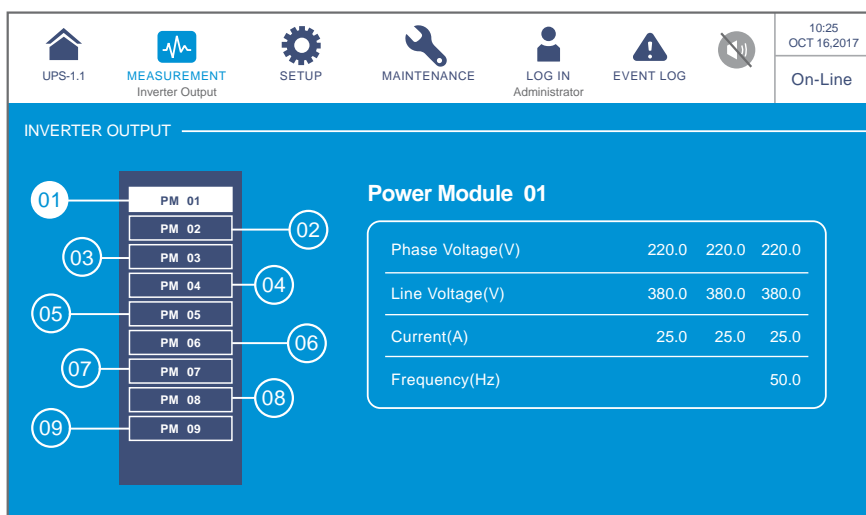 UPS-1.1
MEASUREMENT
Inverter Output
SETUP
MAINTENANCE
LOG IN
Administrator
EVENT LOG
10:25
OCT 16,2017
On-Line
INVERTER OUTPUT
01
PM 01
PM 02
02
03
PM 03
PM 04
04
05
PM 05
PM 06
06
07
PM 07
PM 08
08
09
PM 09
Power Module 01
Phase Voltage(V) 220.0 220.0 220.0
Line Voltage(V) 380.0 380.0 380.0
Current(A) 25.0 25.0 25.0
Frequency(Hz) 50.0